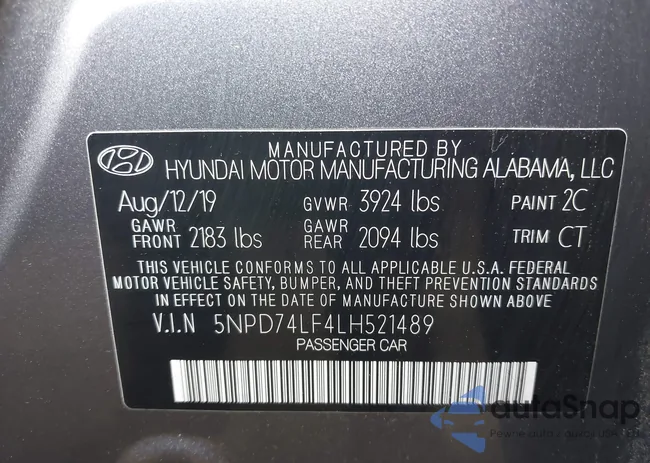 MANUFACTURED BY
HYUNDAI MOTOR MANUFACTURING ALABAMA, LLC
Aug/12/19 GVWR 3924 lbs PAINT 2C
GAWR FRONT 2183 lbs GAWR REAR 2094 lbs TRIM CT
THIS VEHICLE CONFORMS TO ALL APPLICABLE U.S.A. FEDERAL
MOTOR VEHICLE SAFETY, BUMPER, AND THEFT PREVENTION STANDARDS
IN EFFECT ON THE DATE OF MANUFACTURE SHOWN ABOVE.
V.I.N 5NPD74LF4LH521489
PASSENGER CAR
autoSnap
Pewne auto z